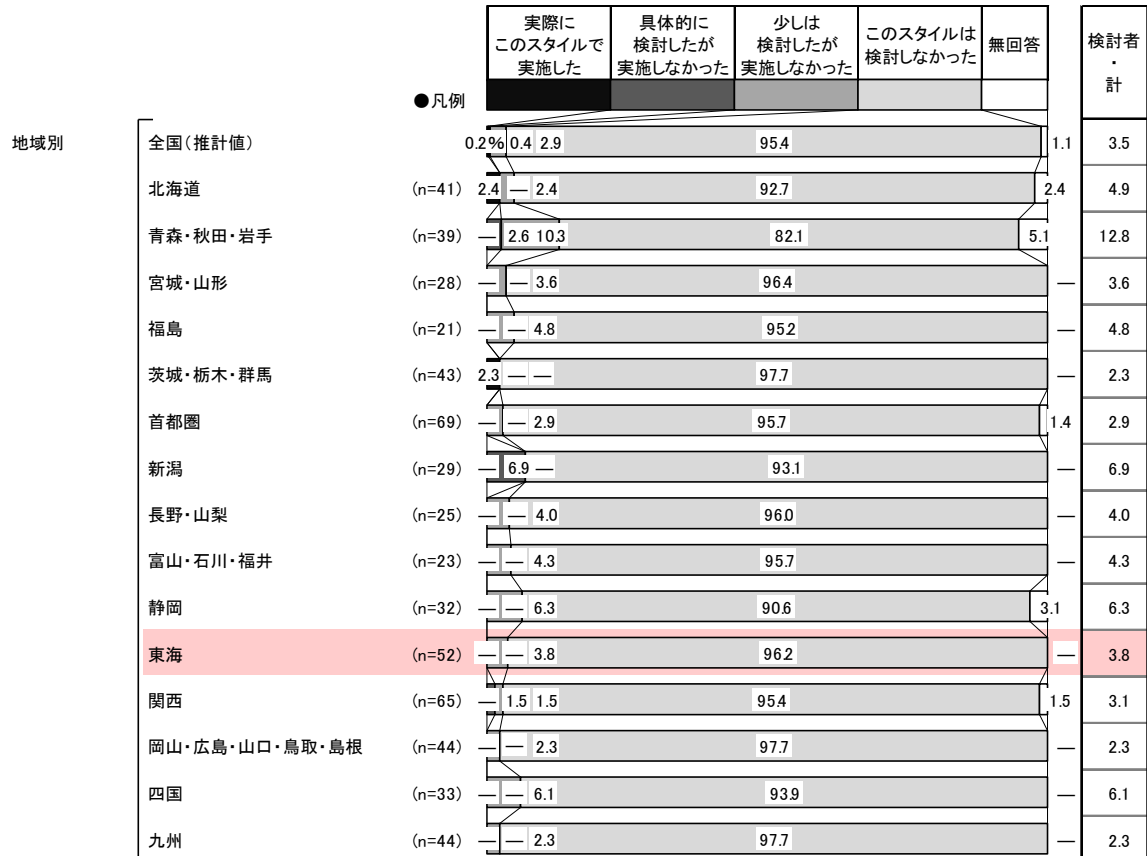 実際に
このスタイルで
実施した
具体的に
検討したが
実施しなかった
少しは
検討したが
実施しなかった
このスタイルは
検討しなかった
無回答
検討者
・
計
●凡例
地域別
全国(推計値) 0.2% 0.4 2.9 95.4 1.1 3.5
北海道 (n=41) 2.4 — 2.4 92.7 2.4 4.9
青森・秋田・岩手 (n=39) — 2.6 10.3 82.1 5.1 12.8
宮城・山形 (n=28) — — 3.6 96.4 — 3.6
福島 (n=21) — — 4.8 95.2 — 4.8
茨城・栃木・群馬 (n=43) 2.3 — — 97.7 — 2.3
首都圏 (n=69) — — 2.9 95.7 1.4 2.9
新潟 (n=29) — 6.9 — 93.1 — 6.9
長野・山梨 (n=25) — — 4.0 96.0 — 4.0
富山・石川・福井 (n=23) — — 4.3 95.7 — 4.3
静岡 (n=32) — — 6.3 90.6 3.1 6.3
東海 (n=52) — — 3.8 96.2 — 3.8
関西 (n=65) — 1.5 1.5 95.4 1.5 3.1
岡山・広島・山口・鳥取・島根 (n=44) — — 2.3 97.7 — 2.3
四国 (n=33) — — 6.1 93.9 — 6.1
九州 (n=44) — — 2.3 97.7 — 2.3